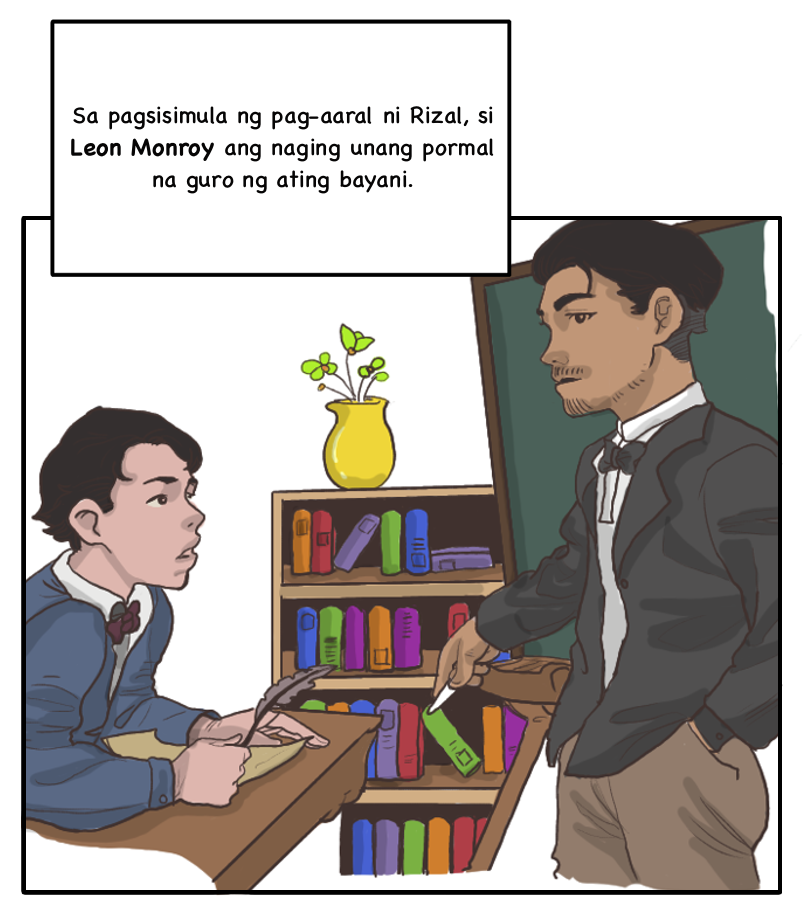 Sa pagsisimula ng pag-aaral ni Rizal, si
Leon Monroy ang naging unang pormal
na guro ng ating bayani.